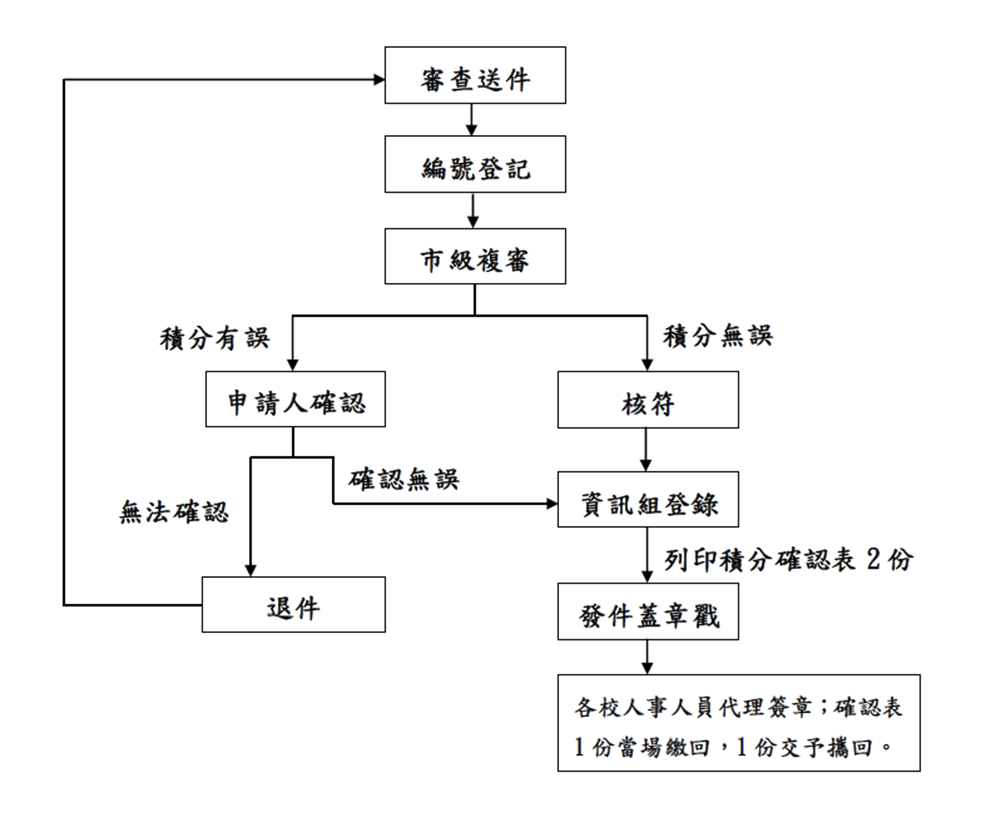 審查送件
編號登記
市級複審
積分有誤
積分無誤
申請人確認
核符
確認無誤
無法確認
資訊組登錄
列印積分確認表 2 份
退件
發件蓋章戳
各校人事人員代理簽章；確認表
1 份當場繳回，1 份交予攜回。